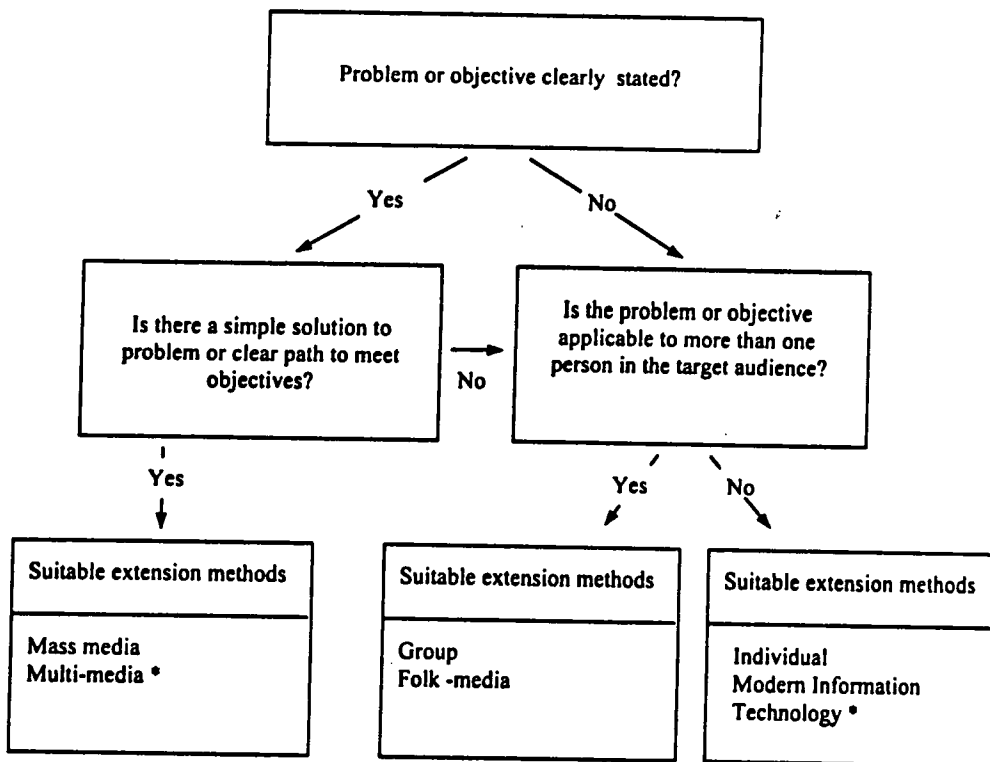 Problem or objective clearly stated?
Yes
No
Is there a simple solution to
problem or clear path to meet
objectives?
No
Is the problem or objective
applicable to more than one
person in the target audience?
Yes
Yes
No
Suitable extension methods
Mass media
Multi-media *
Suitable extension methods
Group
Folk -media
Suitable extension methods
Individual
Modern Information
Technology *